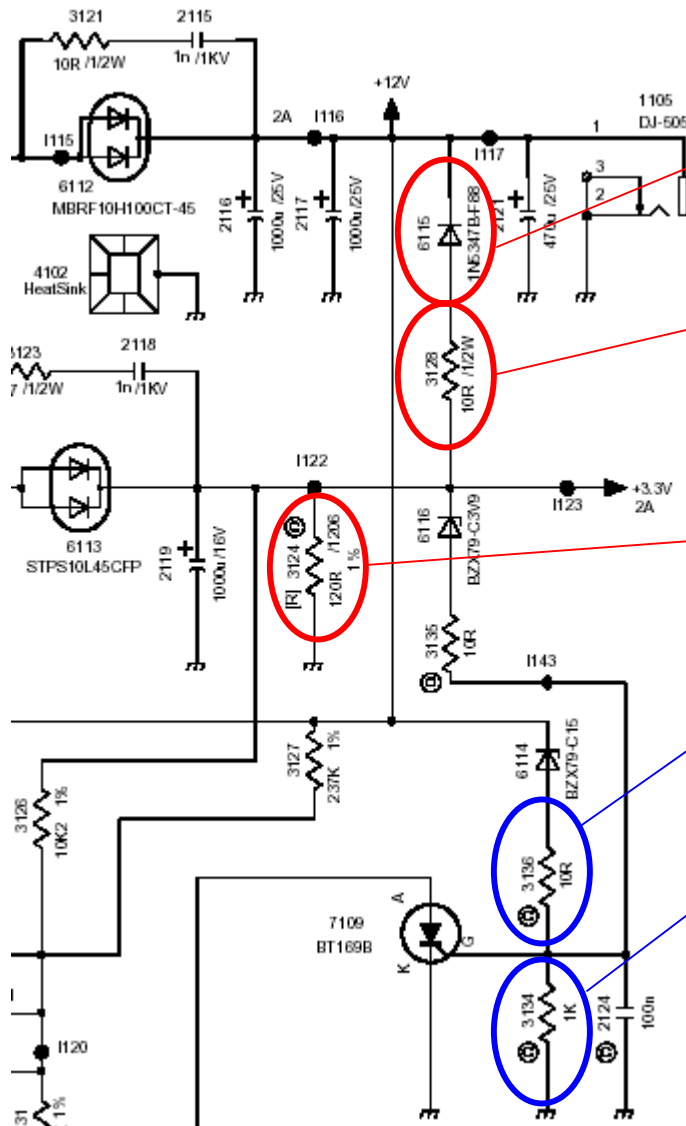 3121
2115
10R /1/2W
1n /1KV
+12V
2A
I116
1105
DJ-505
1
I115
I117
3
2
6112
MBRF10H100CT-45
2116
1000u /25V
2117
1000u /25V
6115
1N5347B-F88
2121
470u /25V
4102
HeatSink
3123
2118
7 /1/2W
1n /1KV
3128
10R /1/2W
I122
I123
+3.3V
2A
6113
STPS10L45CFP
2119
1000u /16V
@
[R] 3124
/1206
120R 1%
6116
BZX79-C3V9
3135
10R
@
I143
3127
1%
237K
6114
BZX79-C15
3126
1%
10K2
3136
10R
@
A
7109
BT169B
G
K
3134
1K
@
2124
100n
@
I120
31
1%